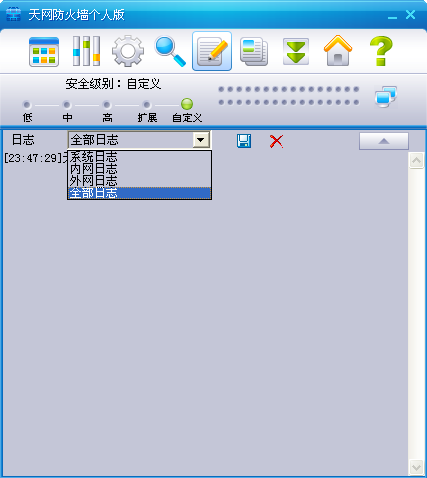 天网防火墙个人版
安全级别：自定义
低 中 高 扩展 自定义
日志 全部日志
[23:47:29]
系统日志
内网日志
外网日志
全部日志